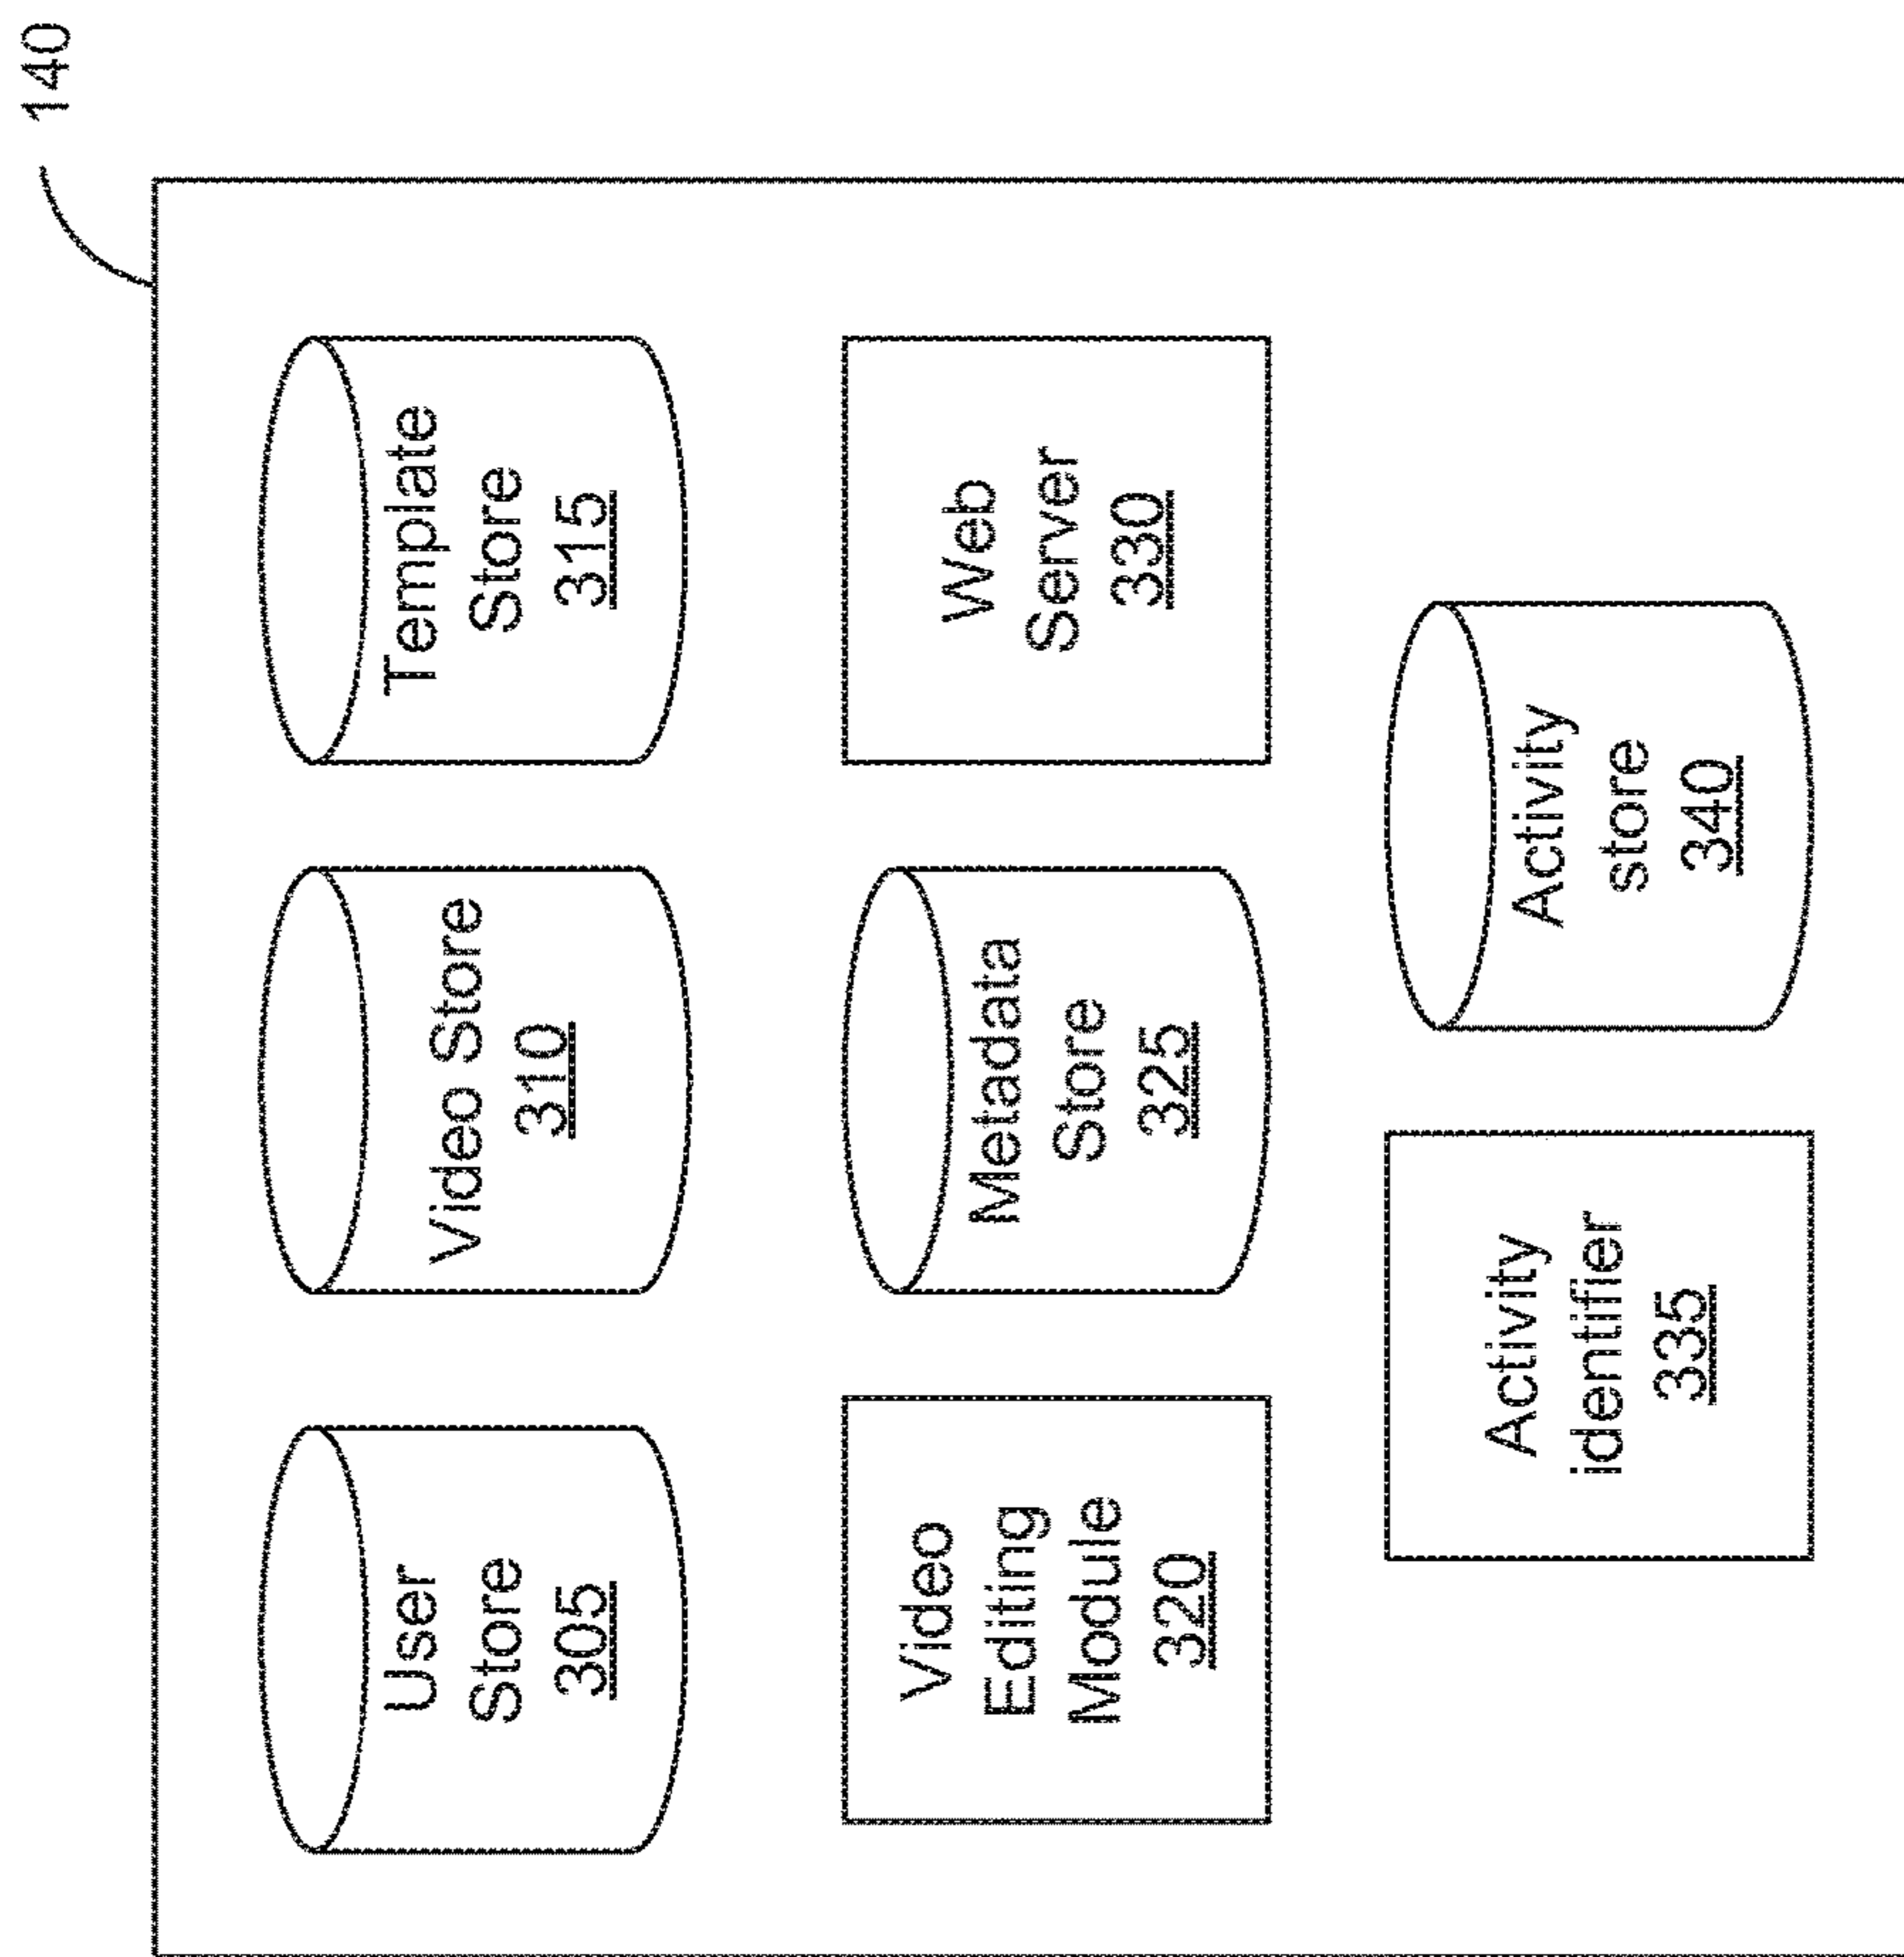 140
User
Store
305
Video Store
310
Template
Store
315
Video
Editing
Module
320
Metadata
Store
325
Web
Server
330
Activity
identifier
335
Activity
store
340